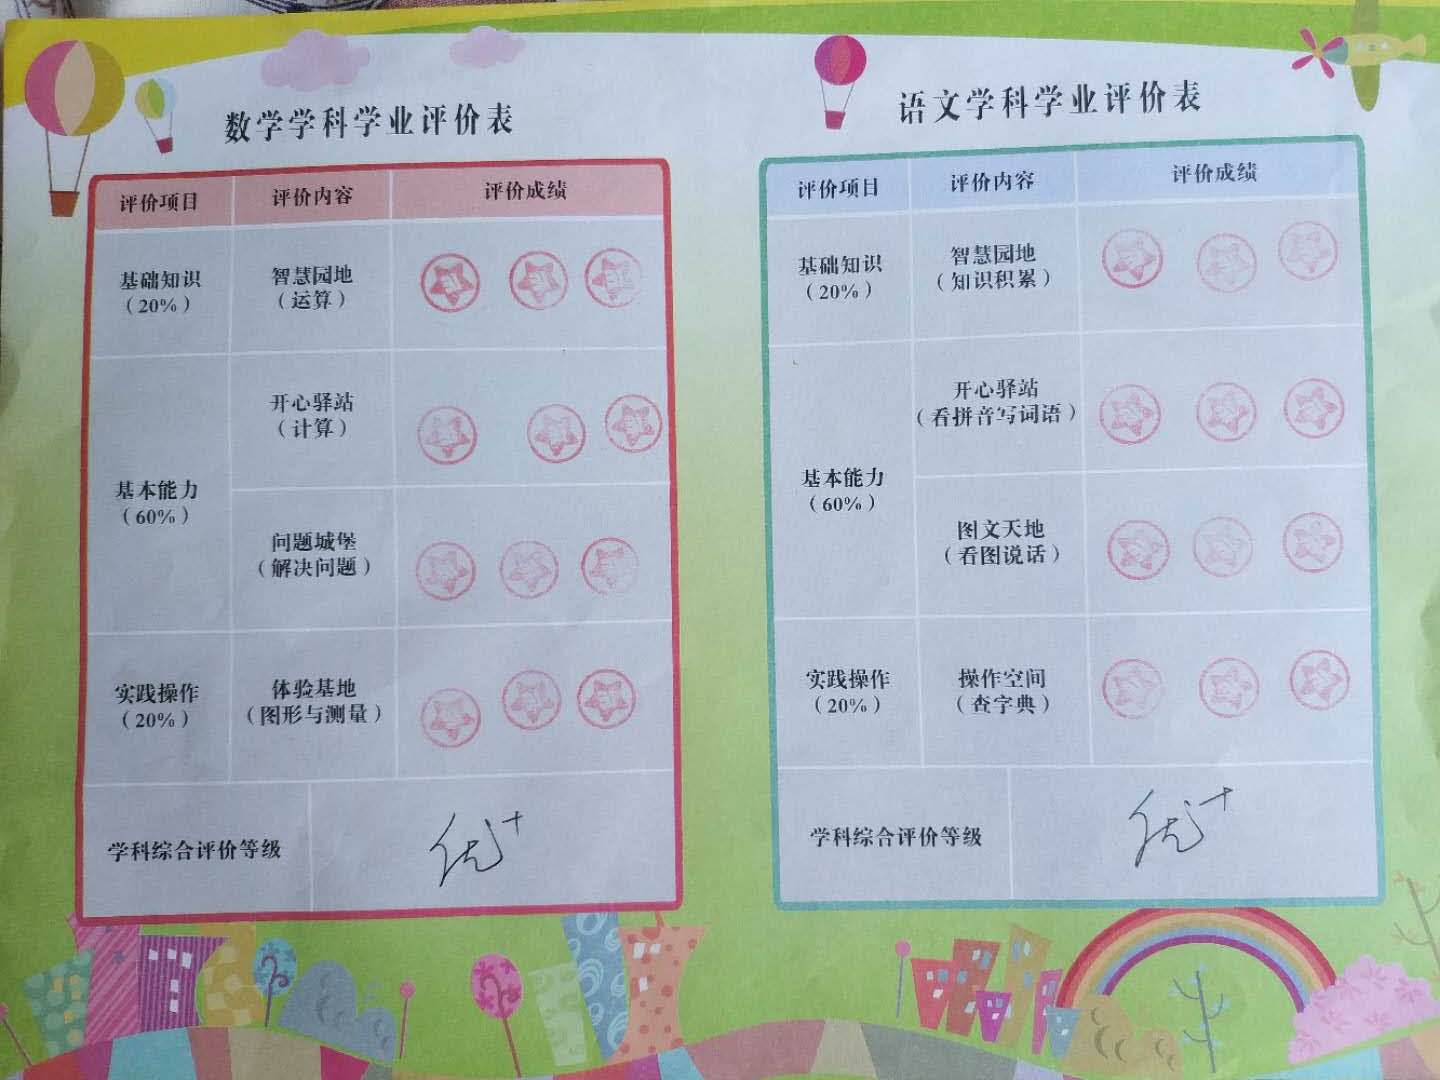 数学学科学业评价表
评价项目 评价内容 评价成绩
基础知识
（20%）
智慧园地
（运算）
基本能力
（60%）
开心驿站
（计算）
问题城堡
（解决问题）
实践操作
（20%）
体验基地
（图形与测量）
学科综合评价等级 优+
语文学科学业评价表
评价项目 评价内容 评价成绩
基础知识
（20%）
智慧园地
（知识积累）
基本能力
（60%）
开心驿站
（看拼音写词语）
图文天地
（看图说话）
实践操作
（20%）
操作空间
（查字典）
学科综合评价等级 优+